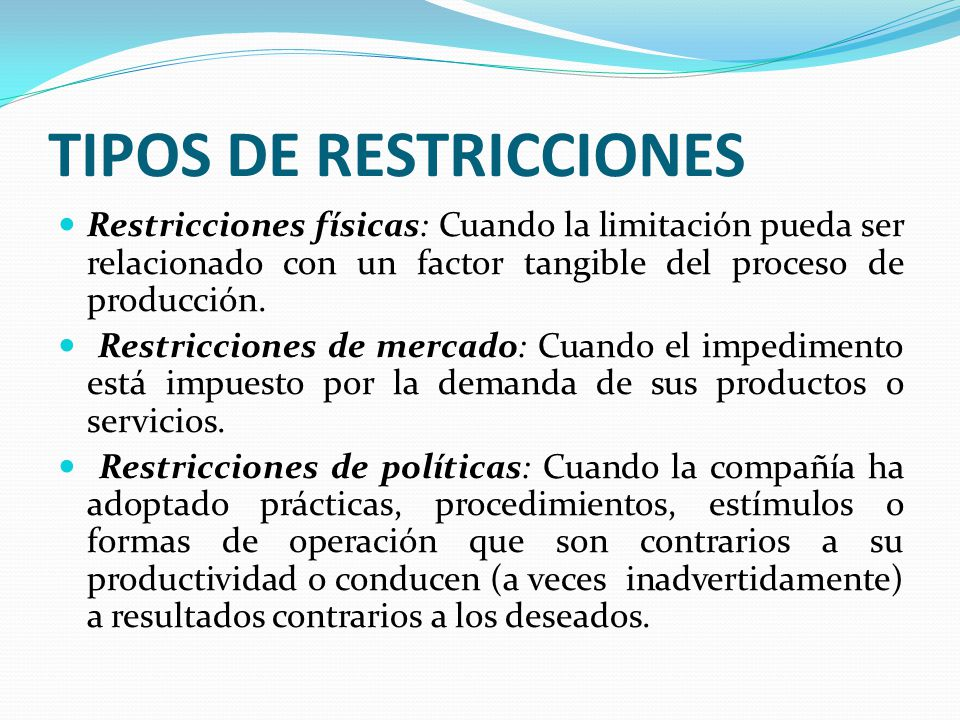 TIPOS DE RESTRICCIONES
• Restricciones físicas: Cuando la limitación pueda ser
relacionado con un factor tangible del proceso de
producción.
• Restricciones de mercado: Cuando el impedimento
está impuesto por la demanda de sus productos o
servicios.
• Restricciones de políticas: Cuando la compañía ha
adoptado prácticas, procedimientos, estímulos o
formas de operación que son contrarios a su
productividad o conducen (a veces inadvertidamente)
a resultados contrarios a los deseados.